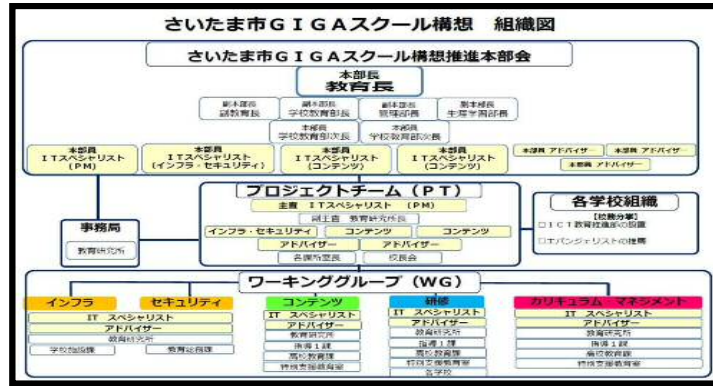 さいたま市GIGAスクール構想 組織図
さいたま市GIGAスクール構想推進本部会
本部長
教育長
副本部長 副本部長 副本部長 副本部長
副教育長 学校教育部長 管理部長 生涯学習部長
本部員 本部員
学校教育部次長 学校教育部次長
本部員 本部員 本部員 本部員
ITスペシャリスト ITスペシャリスト ITスペシャリスト ITスペシャリスト
(PM) (インフラ・セキュリティ) (コンテンツ) (コンテンツ)
本部員 アドバイザー 本部員 アドバイザー
本部員 アドバイザー
プロジェクトチーム(PT)
主査 ITスペシャリスト (PM)
副主査 教育研究所長
インフラ・セキュリティ コンテンツ コンテンツ
アドバイザー アドバイザー
各課所室長 校長会
事務局
教育研究所
各学校組織
【校務分掌】
□ICT教育推進部の設置
□エバンジェリストの推薦
ワーキンググループ(WG)
インフラ セキュリティ
IT スペシャリスト
アドバイザー
教育研究所
学校施設課 教育総務課
コンテンツ
IT スペシャリスト
アドバイザー
教育研究所
指導1課
高校教育課
特別支援教育室
研修
IT スペシャリスト
アドバイザー
教育研究所
指導1課
高校教育課
特別支援教育室
各学校
カリキュラム マネジメント
IT スペシャリスト
アドバイザー
教育研究所
指導1課
高校教育課
特別支援教育室